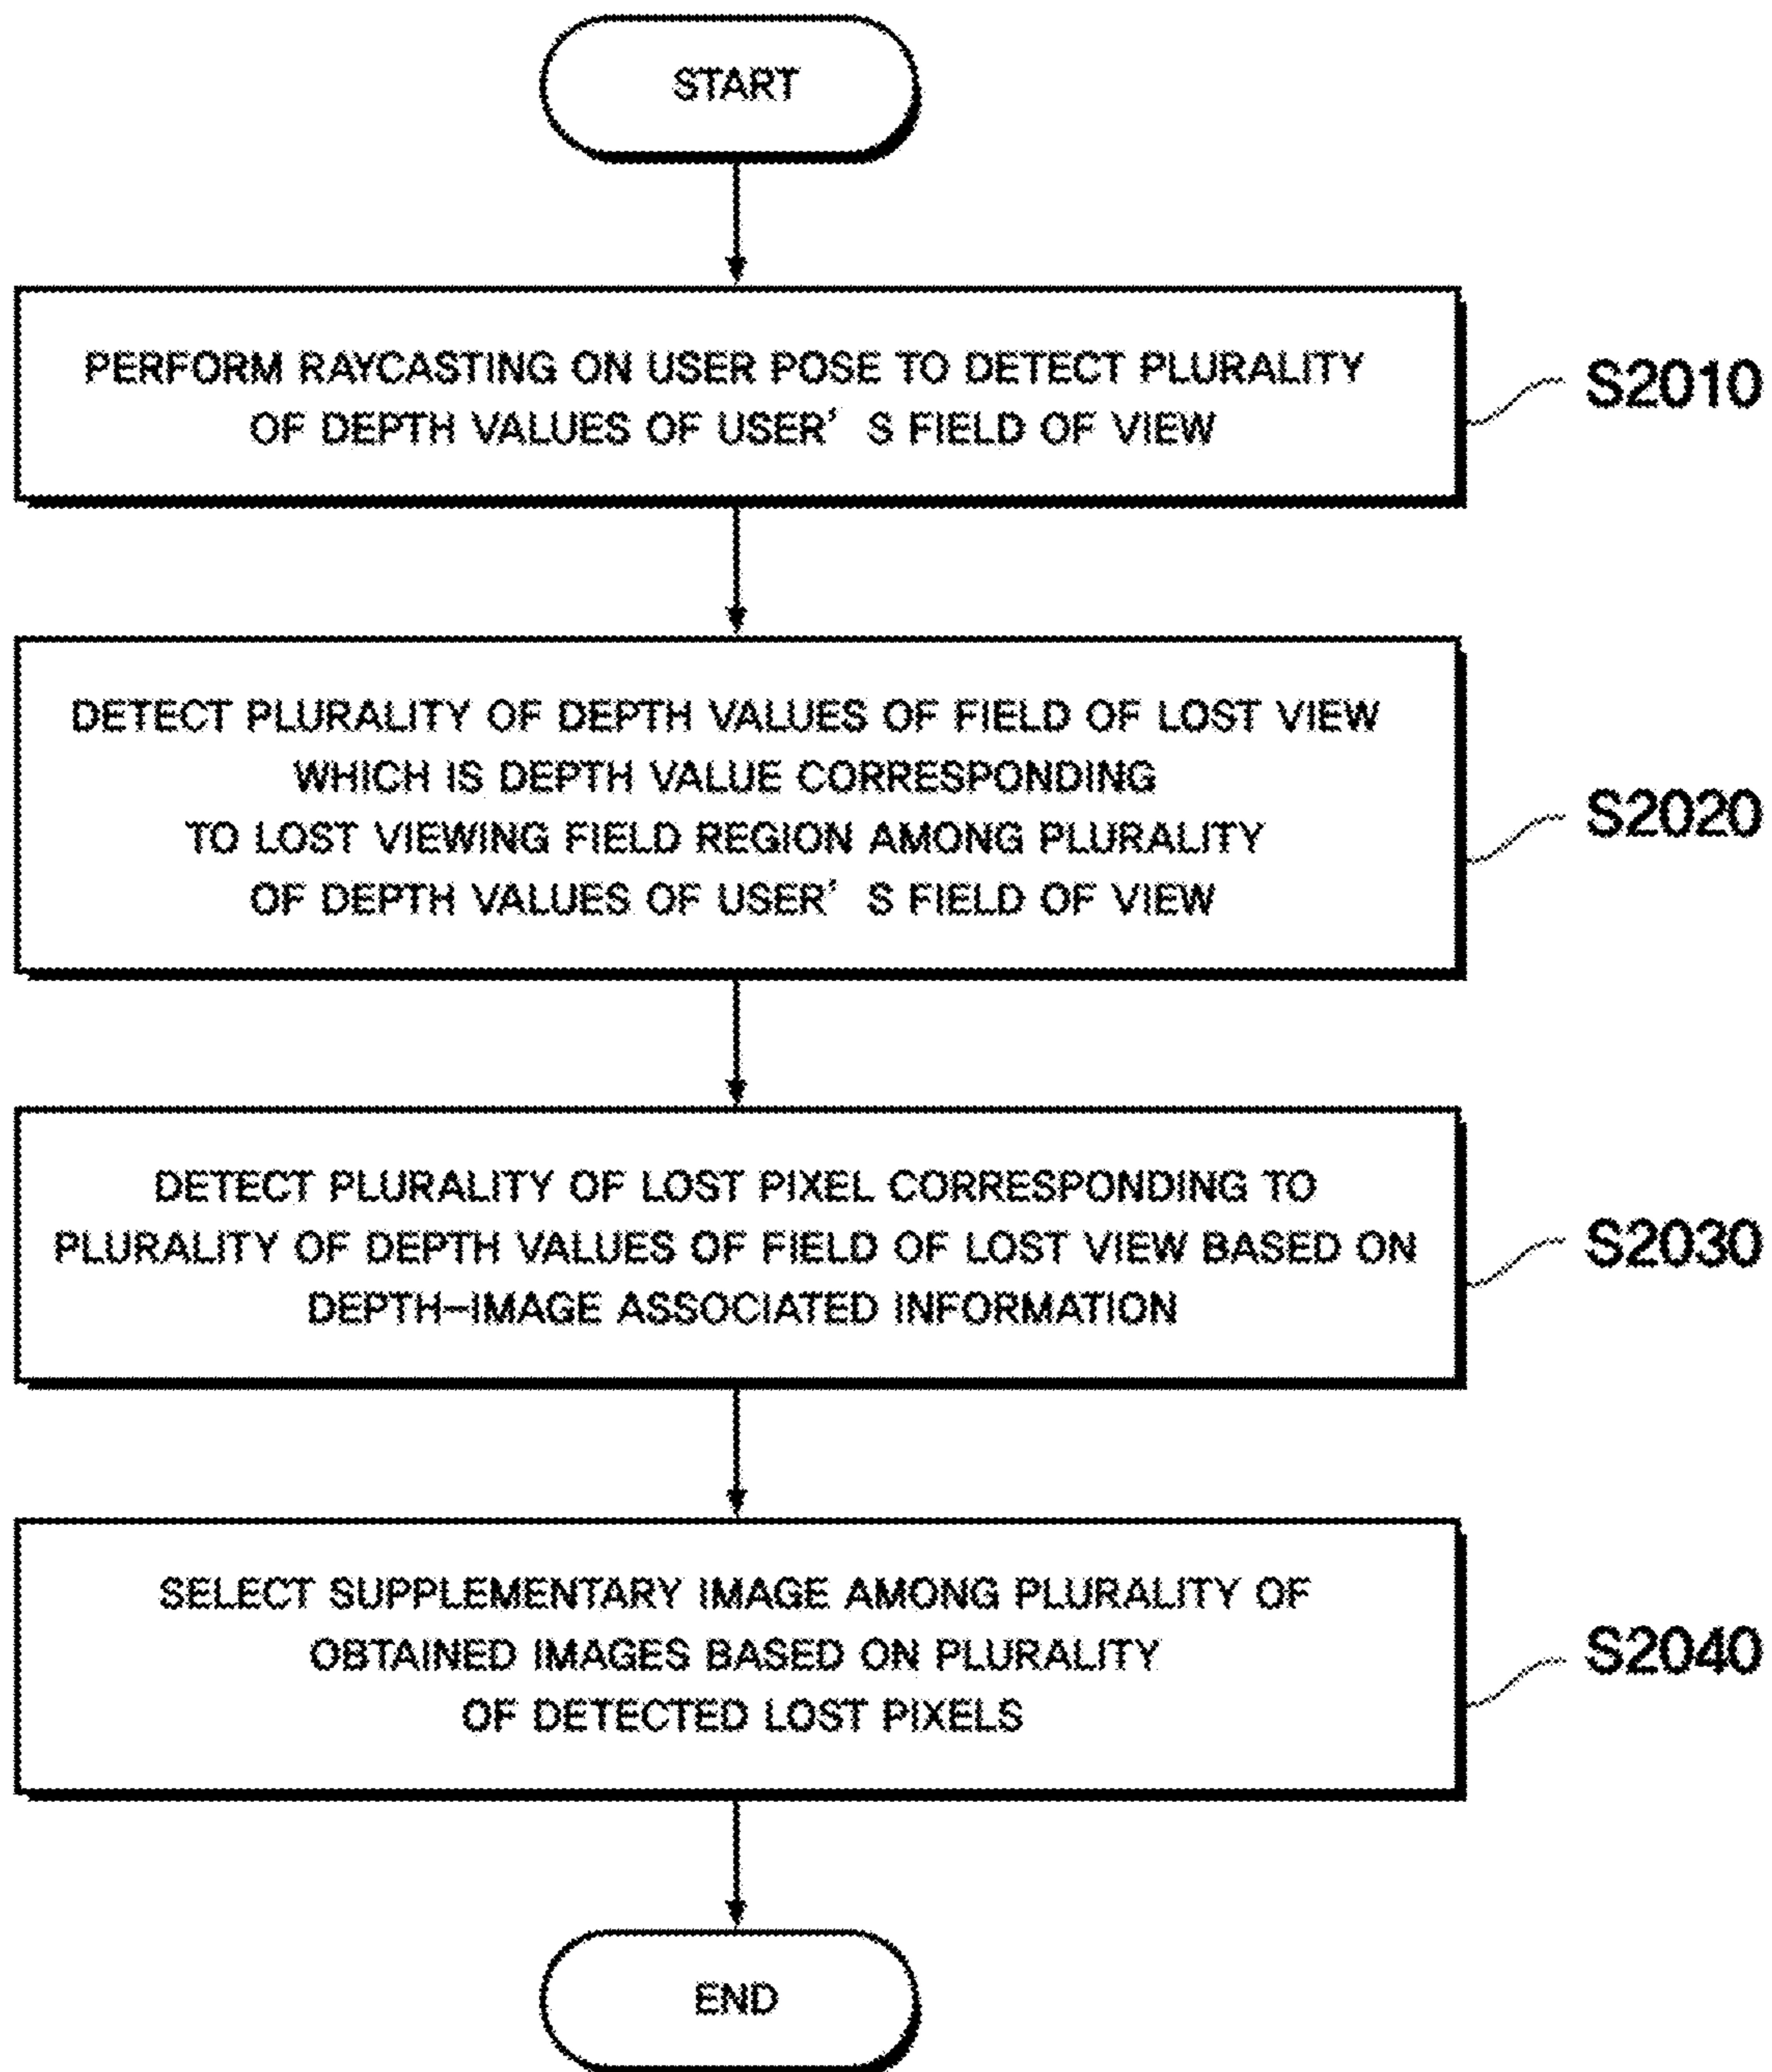 START
PERFORM RAYCASTING ON USER POSE TO DETECT PLURALITY
OF DEPTH VALUES OF USER' S FIELD OF VIEW
S2010
DETECT PLURALITY OF DEPTH VALUES OF FIELD OF LOST VIEW
WHICH IS DEPTH VALUE CORRESPONDING
TO LOST VIEWING FIELD REGION AMONG PLURALITY
OF DEPTH VALUES OF USER' S FIELD OF VIEW
S2020
DETECT PLURALITY OF LOST PIXEL CORRESPONDING TO
PLURALITY OF DEPTH VALUES OF FIELD OF LOST VIEW BASED ON
DEPTH-IMAGE ASSOCIATED INFORMATION
S2030
SELECT SUPPLEMENTARY IMAGE AMONG PLURALITY OF
OBTAINED IMAGES BASED ON PLURALITY
OF DETECTED LOST PIXELS
S2040
END